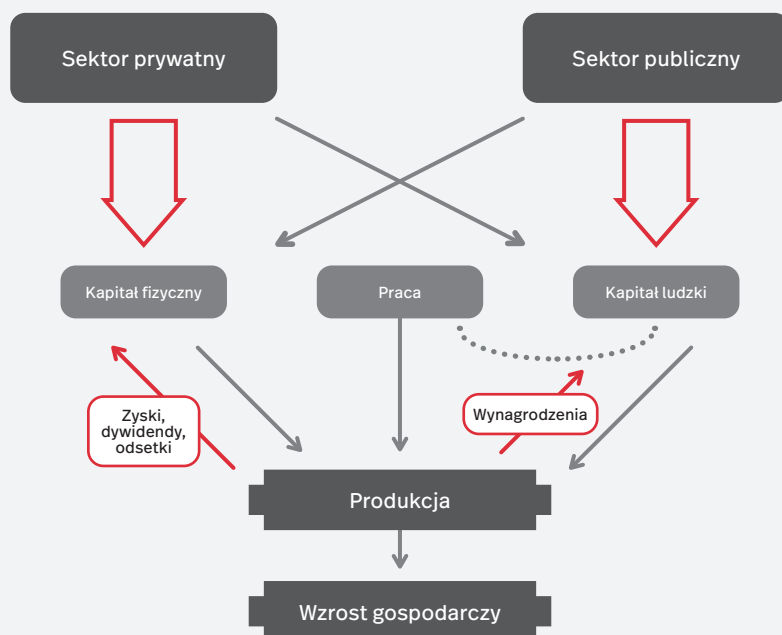 Sektor prywatny
Sektor publiczny
Kapitał fizyczny
Praca
Kapitał ludzki
Zyski,
dywidendy,
odsetki
Wynagrodzenia
Produkcja
Wzrost gospodarczy